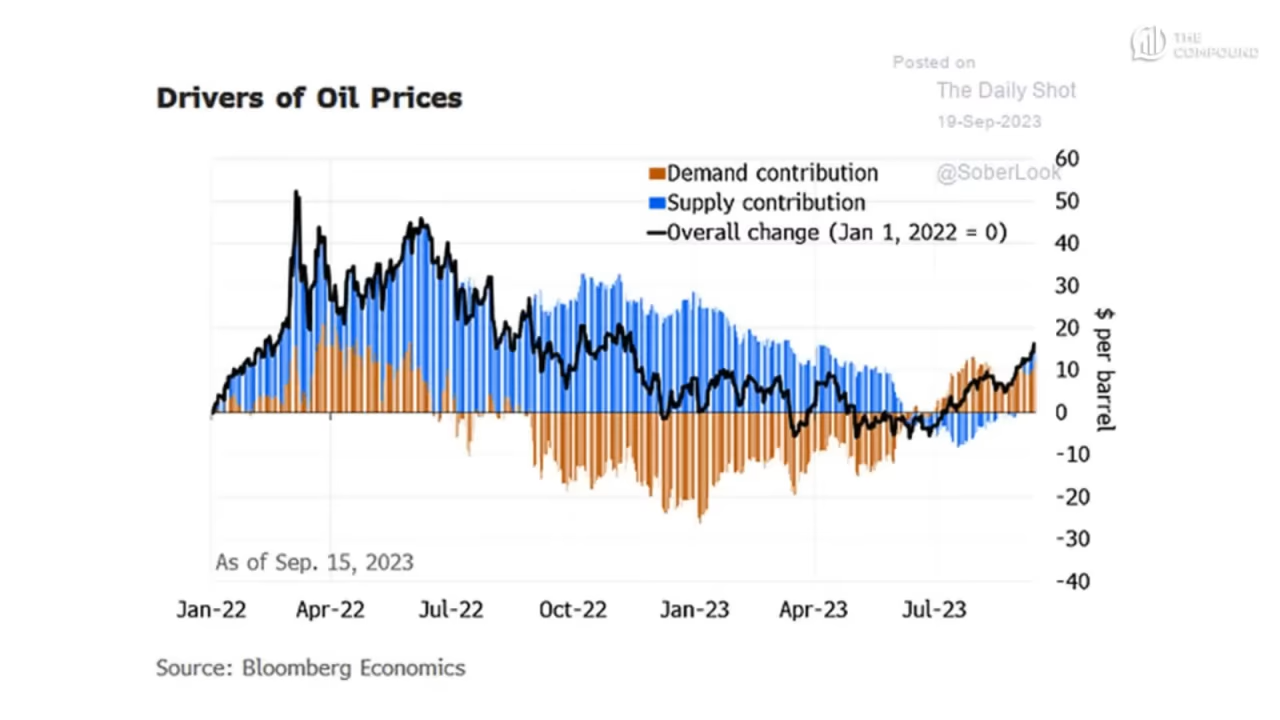 THE
COMPOUND
Posted on
The Daily Shot
19-Sep-2023
@SoberLook
Drivers of Oil Prices
Demand contribution
Supply contribution
Overall change (Jan 1, 2022 = 0)
60
50
40
30
20
10
0
-10
-20
-30
-40
$ per barrel
As of Sep. 15, 2023
Jan-22 Apr-22 Jul-22 Oct-22 Jan-23 Apr-23 Jul-23
Source: Bloomberg Economics